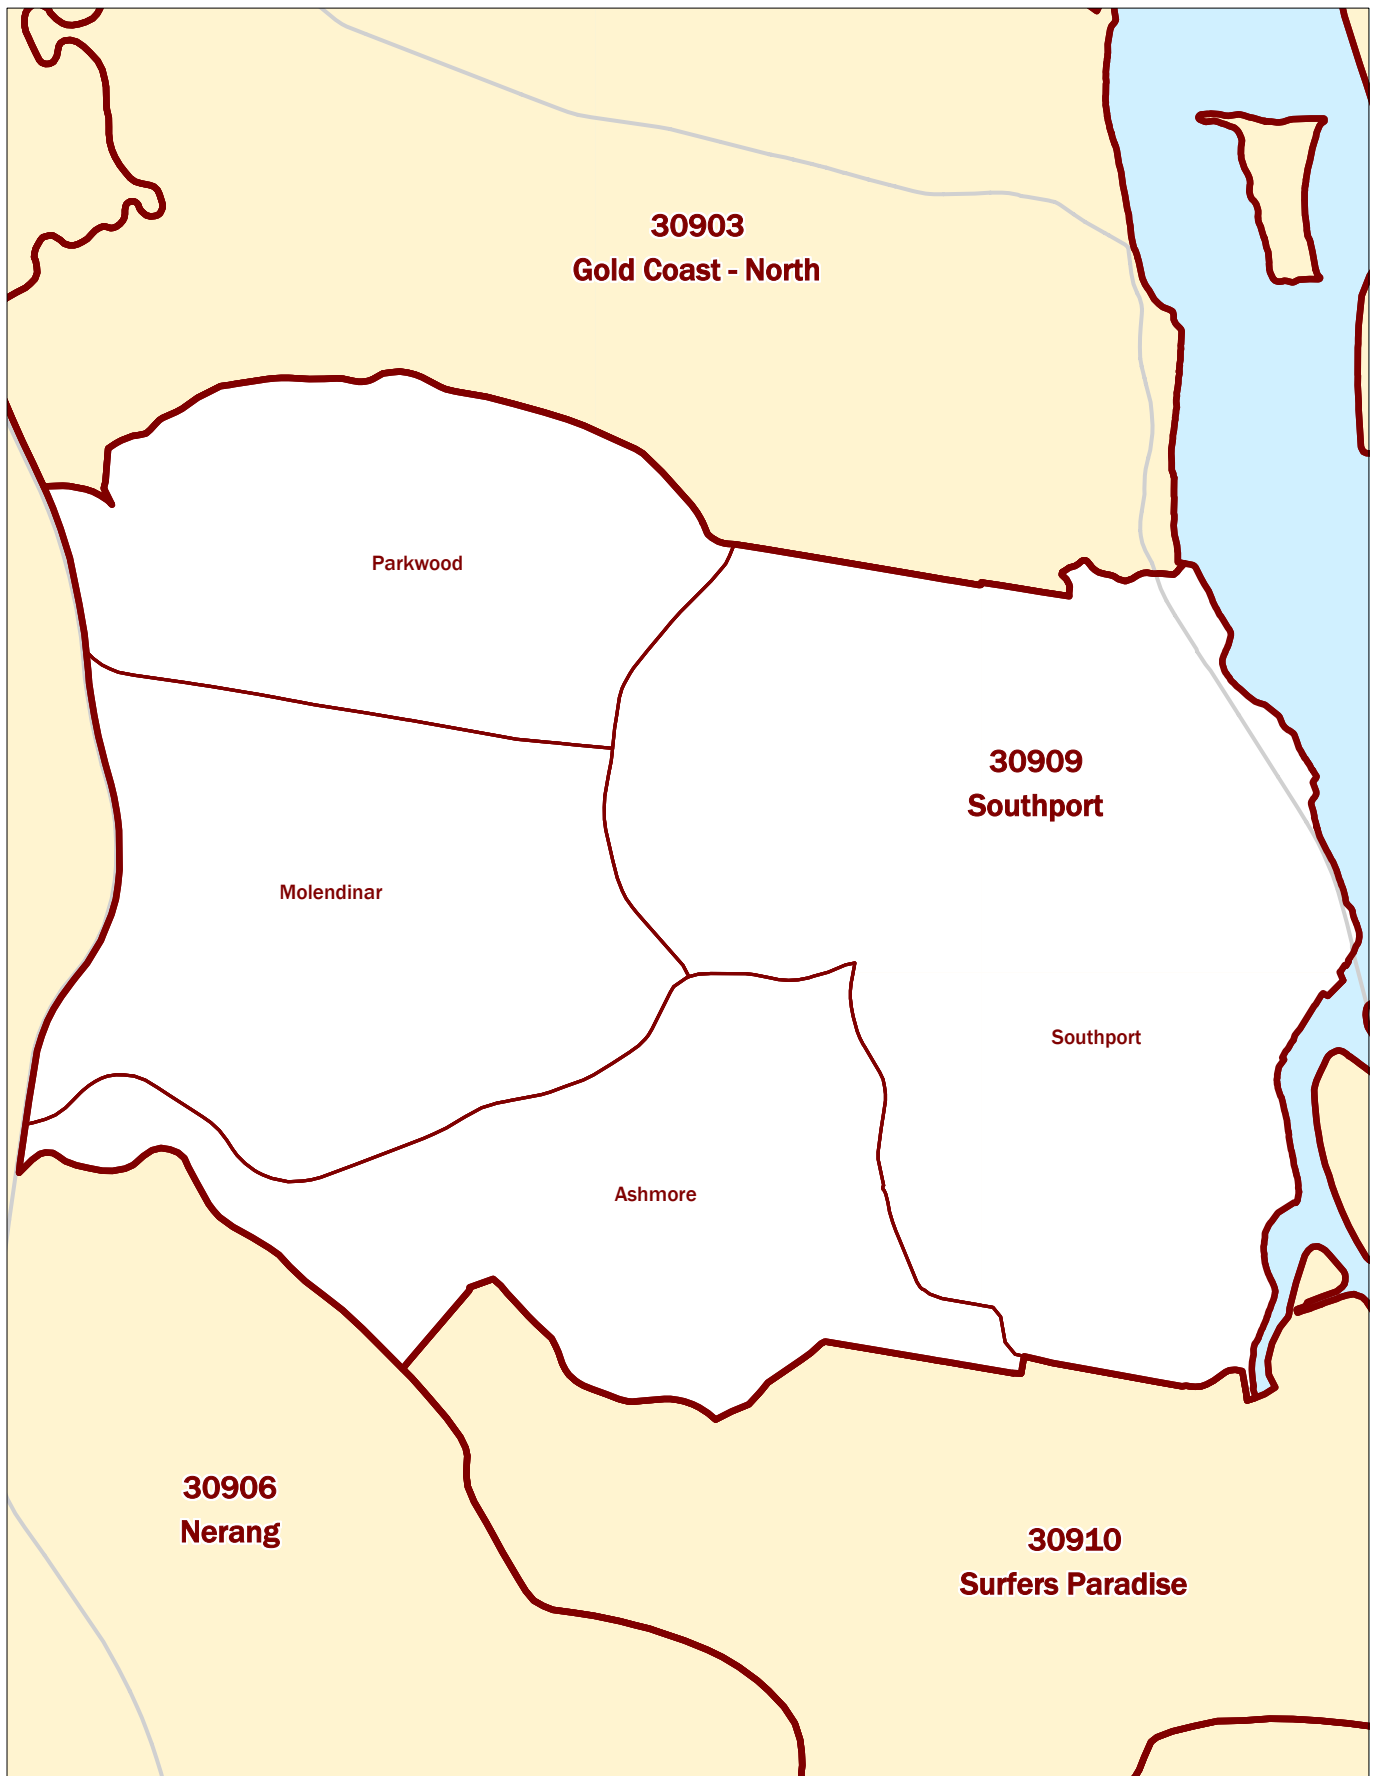 30903
Gold Coast - North
Parkwood
30909
Southport
Molendinar
Southport
Ashmore
30906
Nerang
30910
Surfers Paradise